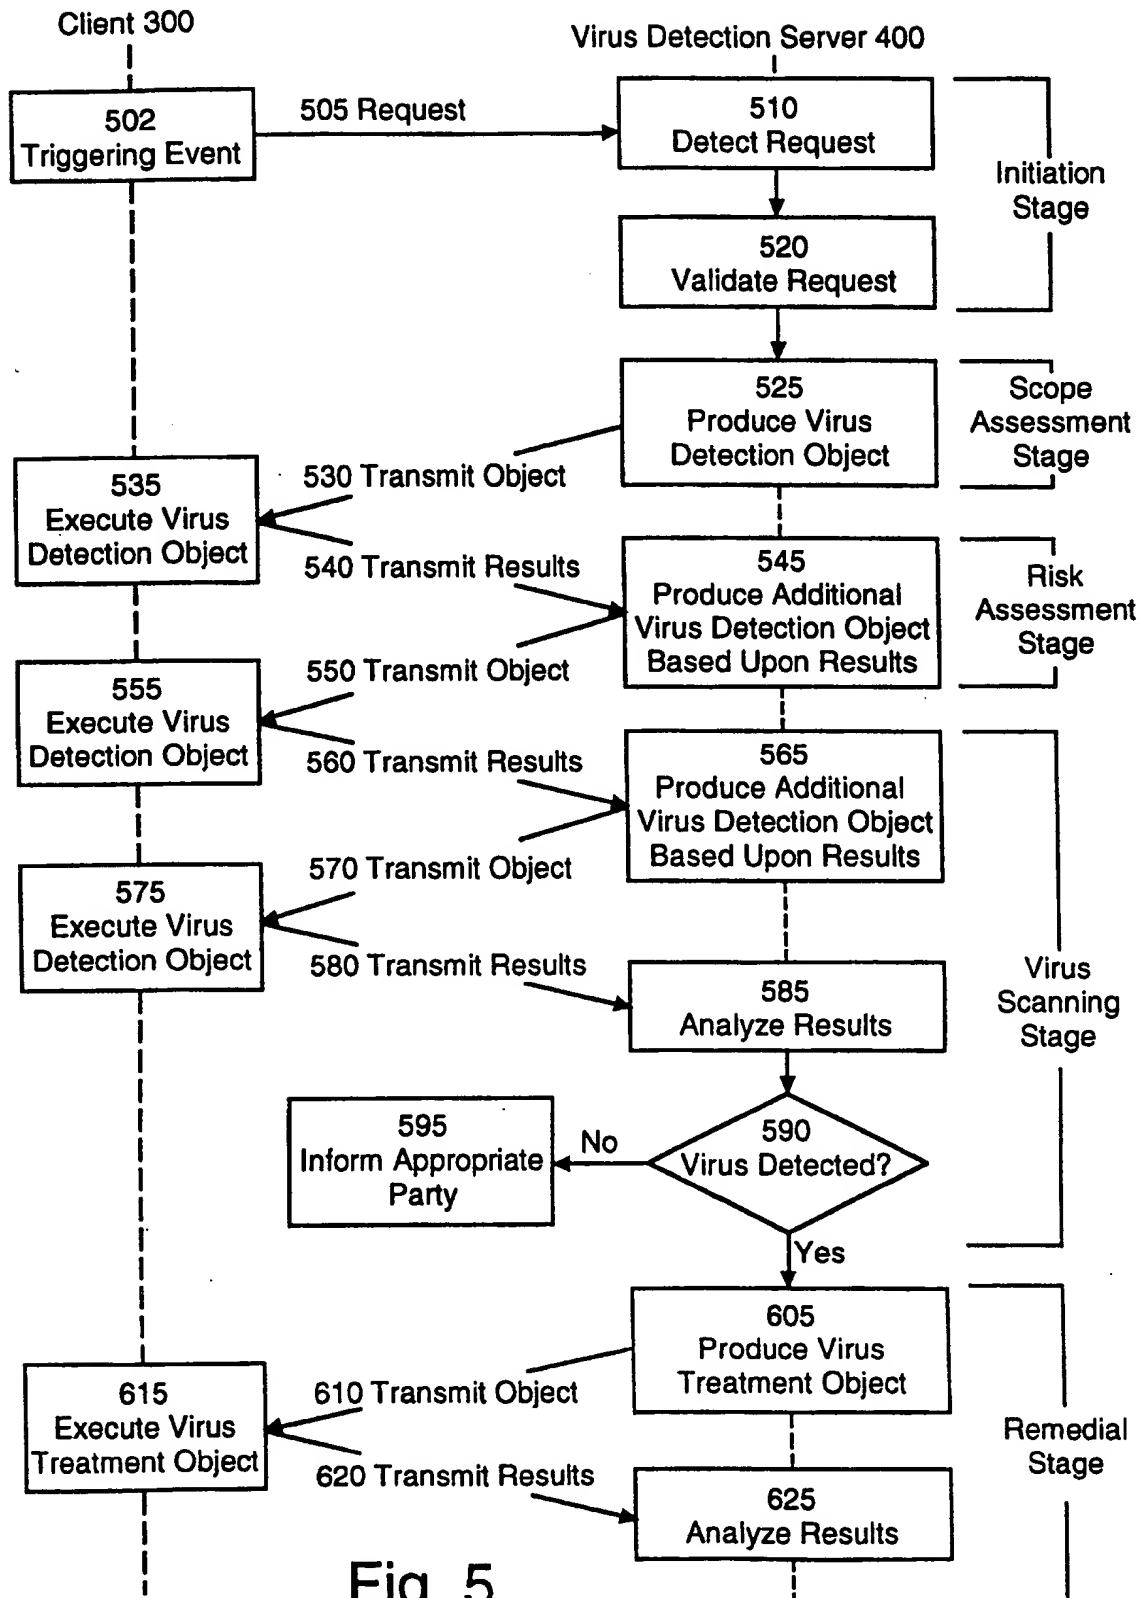 Client 300
Virus Detection Server 400
502
Triggering Event
505 Request
510
Detect Request
Initiation
Stage
520
Validate Request
525
Produce Virus
Detection Object
Scope
Assessment
Stage
530 Transmit Object
535
Execute Virus
Detection Object
540 Transmit Results
545
Produce Additional
Virus Detection Object
Based Upon Results
Risk
Assessment
Stage
550 Transmit Object
555
Execute Virus
Detection Object
560 Transmit Results
565
Produce Additional
Virus Detection Object
Based Upon Results
570 Transmit Object
575
Execute Virus
Detection Object
580 Transmit Results
585
Analyze Results
Virus
Scanning
Stage
590
Virus Detected?
No
595
Inform Appropriate
Party
Yes
605
Produce Virus
Treatment Object
610 Transmit Object
615
Execute Virus
Treatment Object
620 Transmit Results
625
Analyze Results
Remedial
Stage
Fig. 5